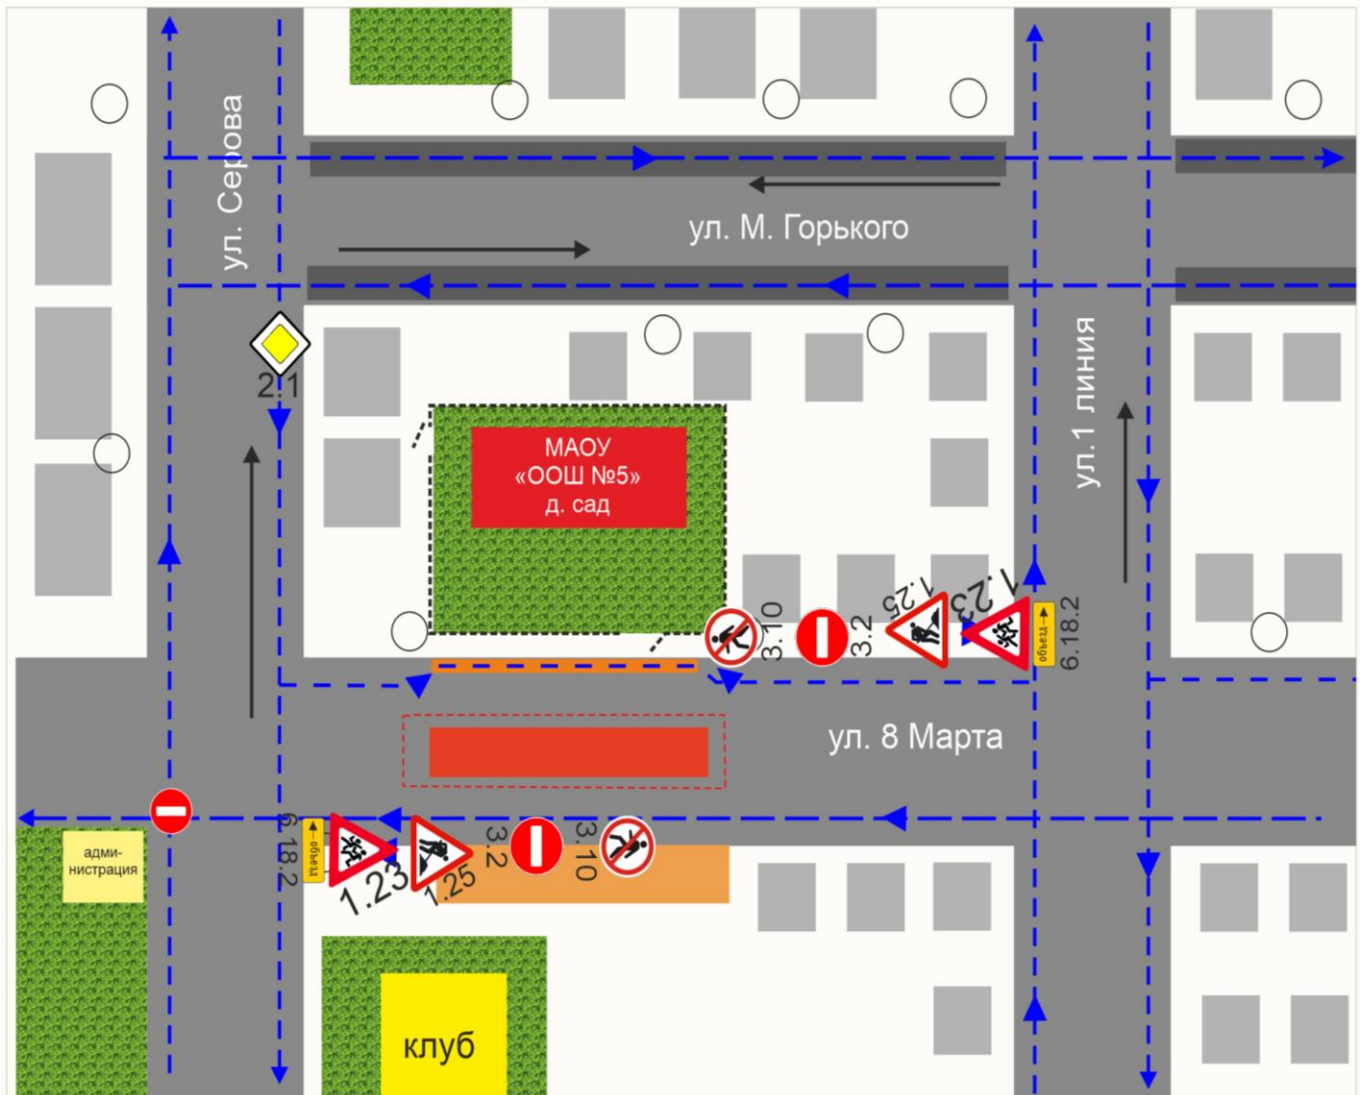 ул. Серова
ул. М. Горького
2.1
ул.1 линия
МАОУ
«ООШ №5»
д. сад
3.10
3.2
1.25
1.23
объезд
6.18.2
ул. 8 Марта
6.18.2
объезд
1.23
1.25
3.2
3.10
адми-
нистрация
клуб